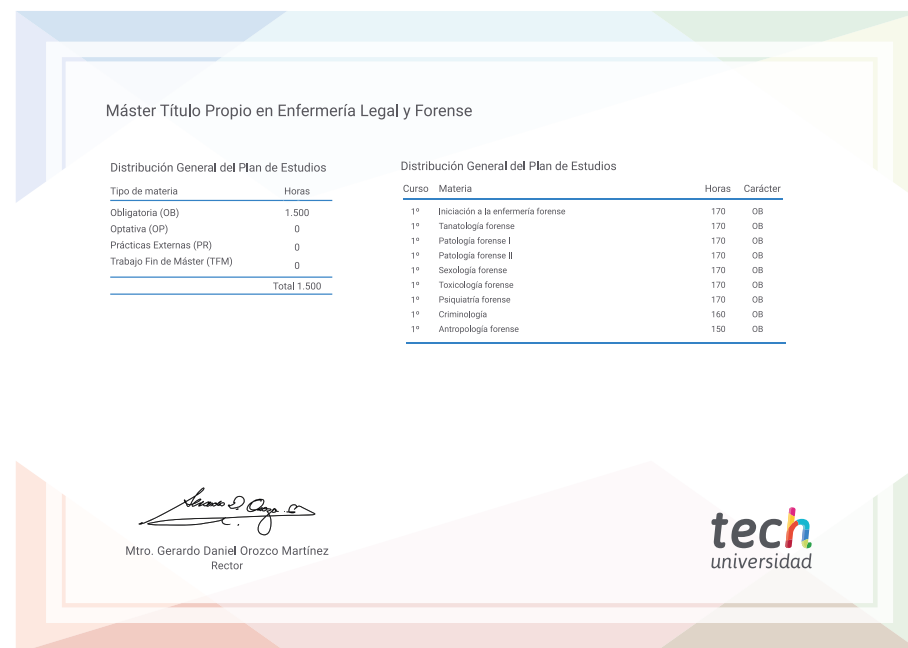 Máster Título Propio en Enfermería Legal y Forense
Distribución General del Plan de Estudios
Tipo de materia Horas
Obligatoria (OB) 1.500
Optativa (OP) 0
Prácticas Externas (PR) 0
Trabajo Fin de Máster (TFM) 0
Total 1.500
Distribución General del Plan de Estudios
Curso Materia Horas Carácter
1º Iniciación a la enfermería forense 170 OB
1º Tanatología forense 170 OB
1º Patología forense I 170 OB
1º Patología forense II 170 OB
1º Sexología forense 170 OB
1º Toxicología forense 170 OB
1º Psiquiatría forense 170 OB
1º Criminología 160 OB
1º Antropología forense 150 OB
Mtro. Gerardo Daniel Orozco Martínez
Rector
tech
universidad